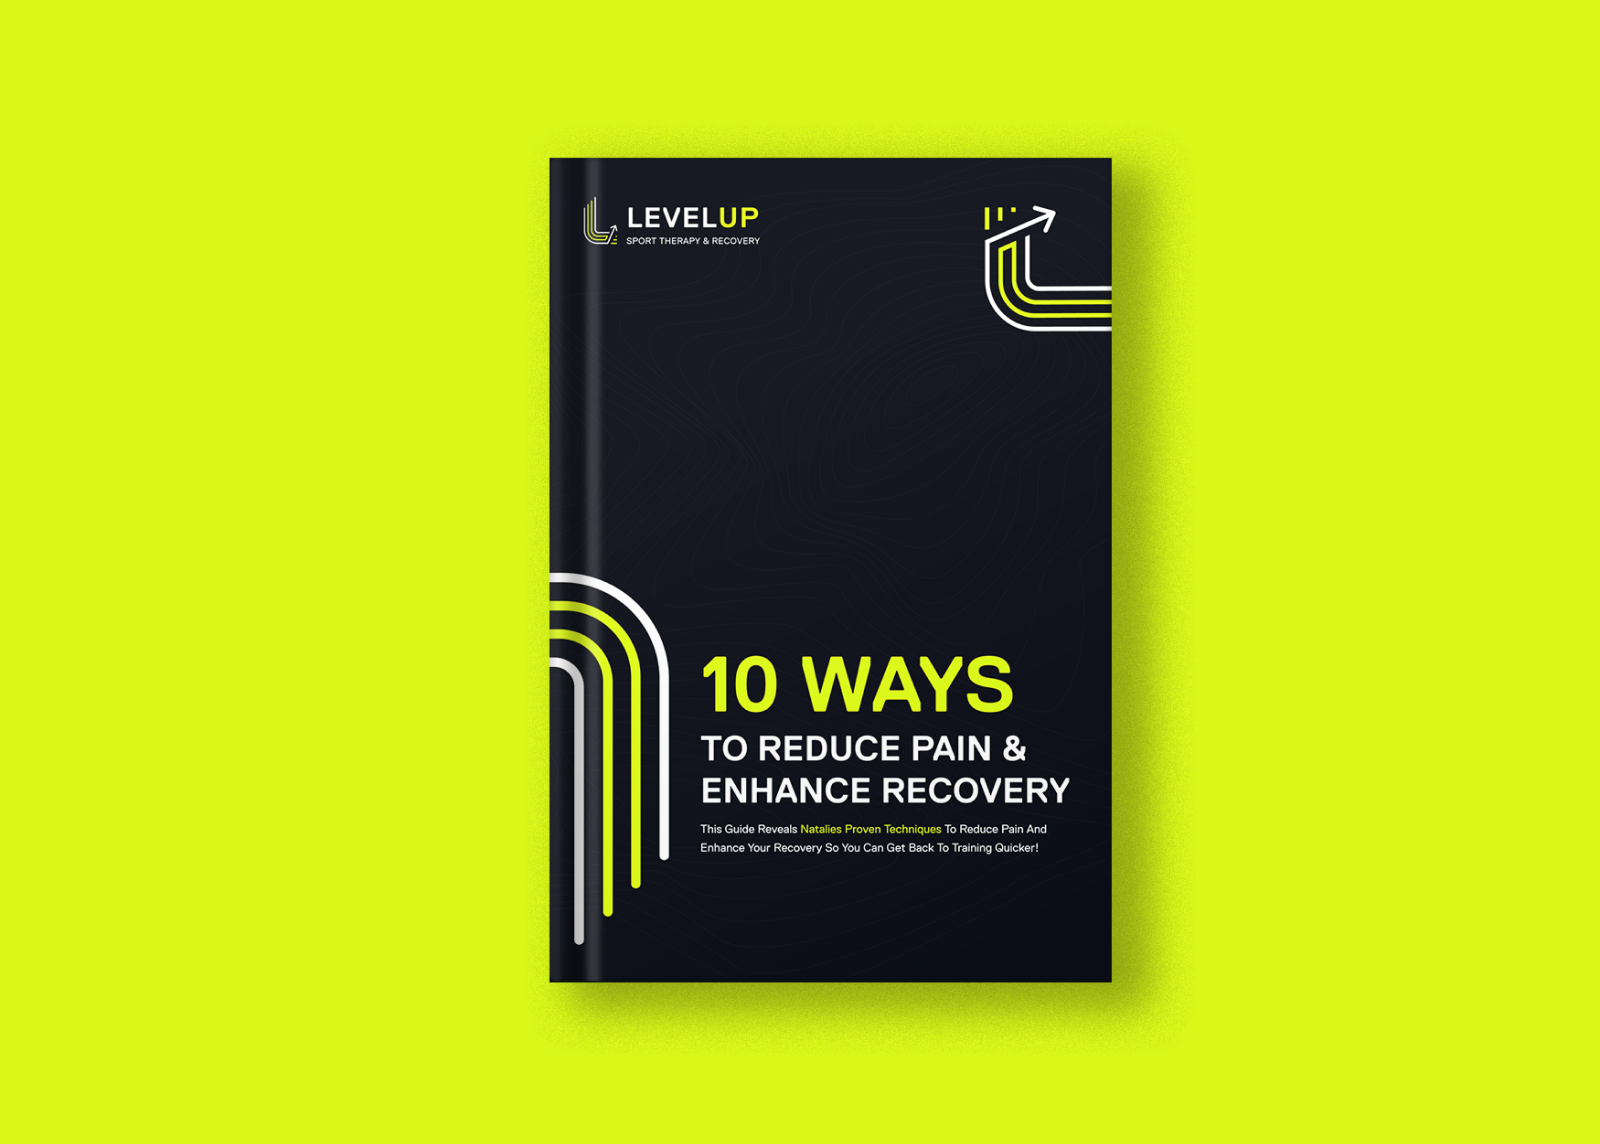 LEVELUP
SPORT THERAPY & RECOVERY
10 WAYS
TO REDUCE PAIN &
ENHANCE RECOVERY
This Guide Reveals Natalies Proven Techniques To Reduce Pain And
Enhance Your Recovery So You Can Get Back To Training Quicker!